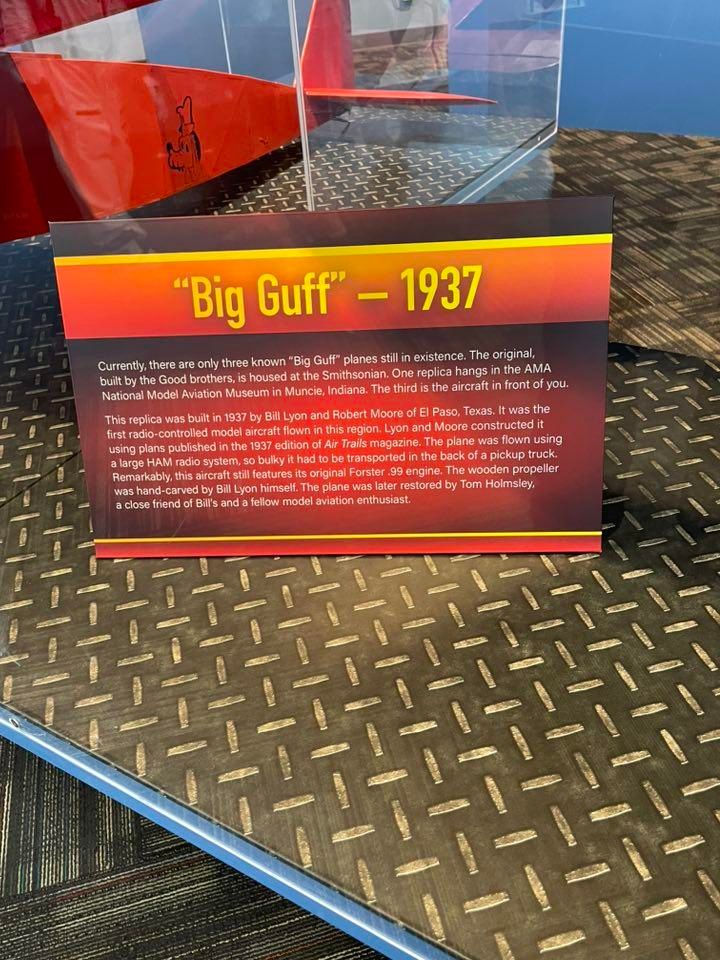 “Big Guff” – 1937
Currently, there are only three known “Big Guff” planes still in existence. The original,
built by the Good brothers, is housed at the Smithsonian. One replica hangs in the AMA
National Model Aviation Museum in Muncie, Indiana. The third is the aircraft in front of you.
This replica was built in 1937 by Bill Lyon and Robert Moore of El Paso, Texas. It was the
first radio-controlled model aircraft flown in this region. Lyon and Moore constructed it
using plans published in the 1937 edition of Air Trails magazine. The plane was flown using
a large HAM radio system, so bulky it had to be transported in the back of a pickup truck.
Remarkably, this aircraft still features its original Forster .99 engine. The wooden propeller
was hand-carved by Bill Lyon himself. The plane was later restored by Tom Holmsley,
a close friend of Bill's and a fellow model aviation enthusiast.